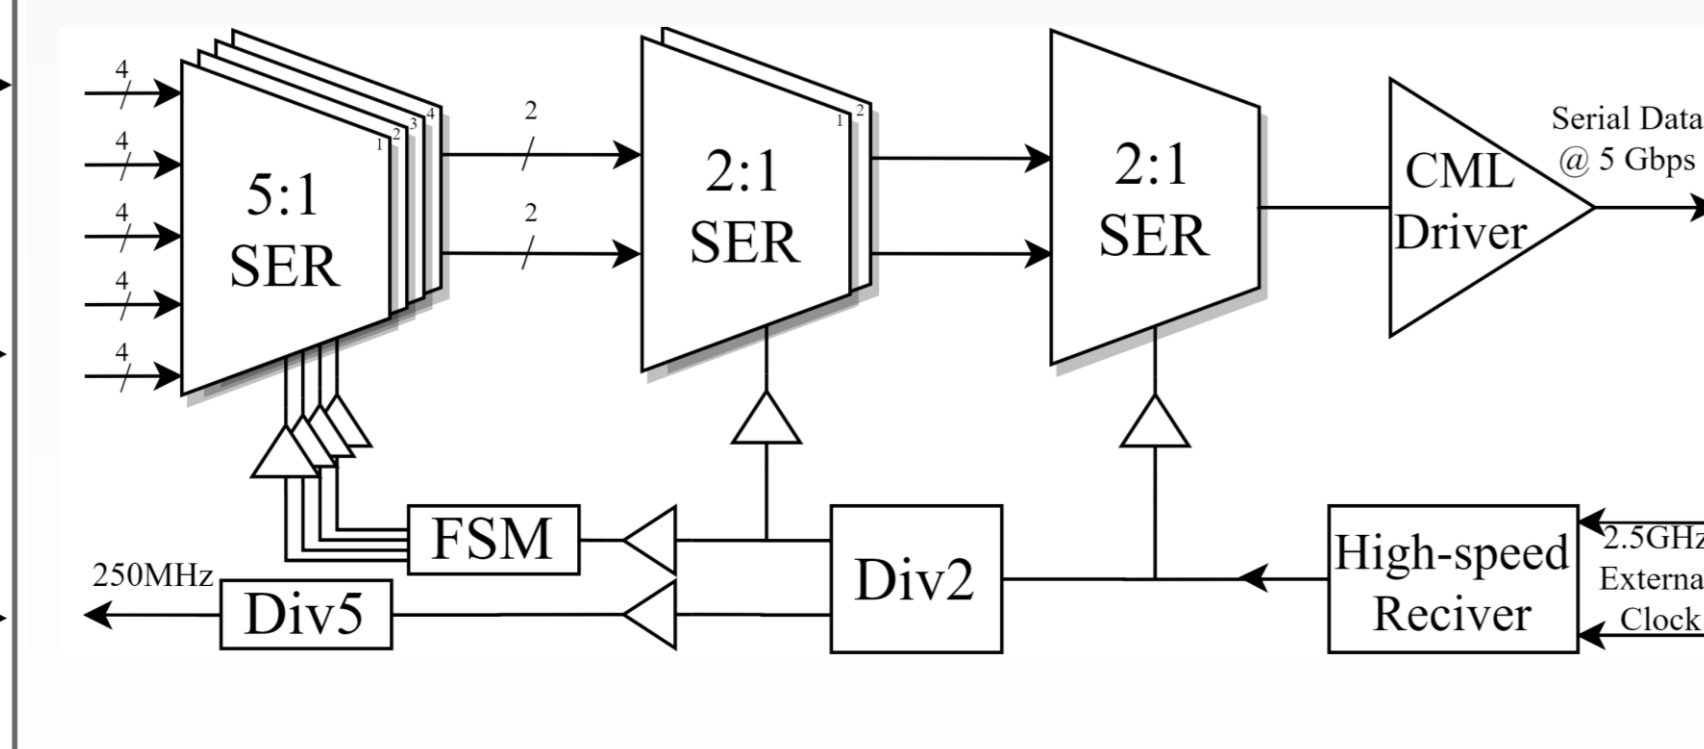 4
4
4
4
4
5:1
SER
1
2
3
4
2
2
2:1
SER
1
2
2:1
SER
CML
Driver
Serial Data
@ 5 Gbps
FSM
250MHz
Div5
Div2
High-speed
Reciver
2.5GHz
Externa
Clock